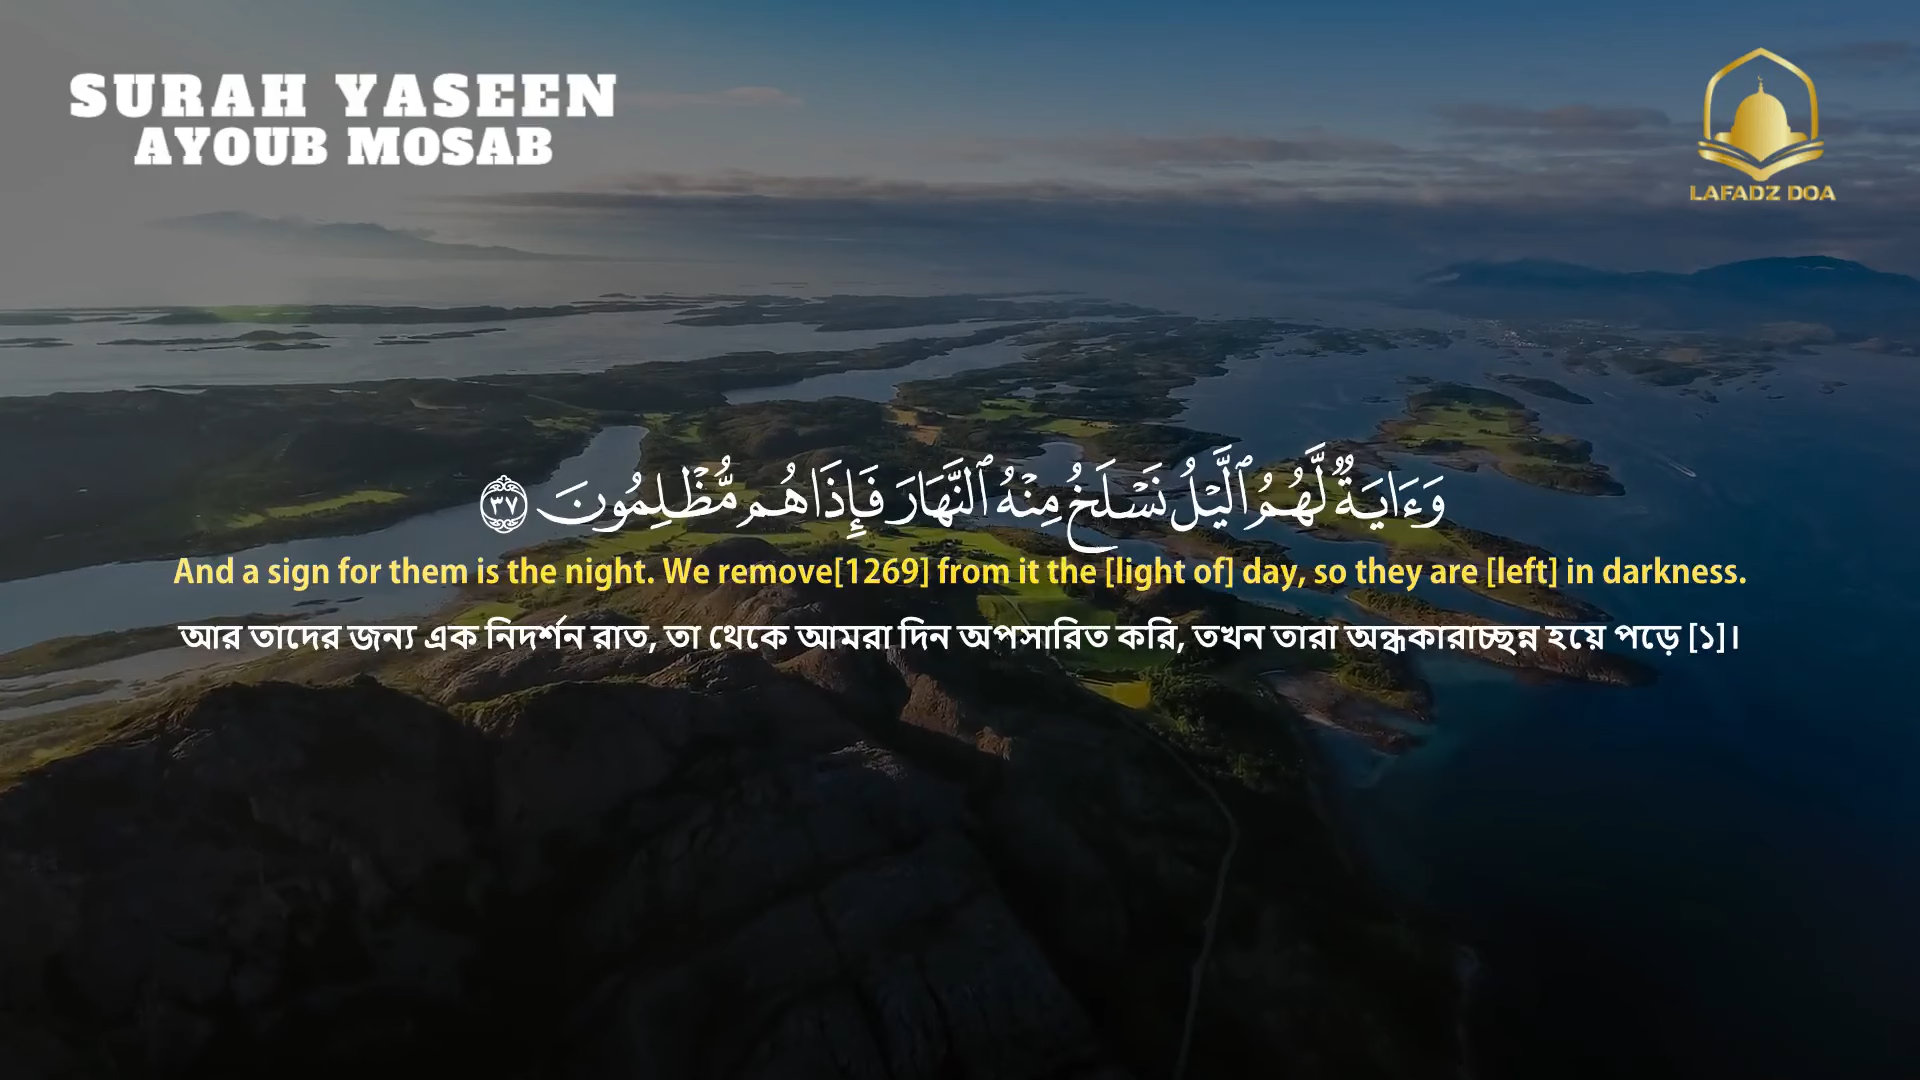 SURAH YASEEN
AYOUB MOSAB
LAFADZ DOA
وَءَايَةٌ لَّهُمُ ٱلَّيْلُ نَسْلَخُ مِنْهُ ٱلنَّهَارَ فَإِذَا هُم مُّظْلِمُونَ ٣٧
And a sign for them is the night. We remove[1269] from it the [light of] day, so they are [left] in darkness.
আর তাদের জন্য এক নিদর্শন রাত, তা থেকে আমরা দিন অপসারিত করি, তখন তারা অন্ধকারাচ্ছন্ন হয়ে পড়ে [১]।